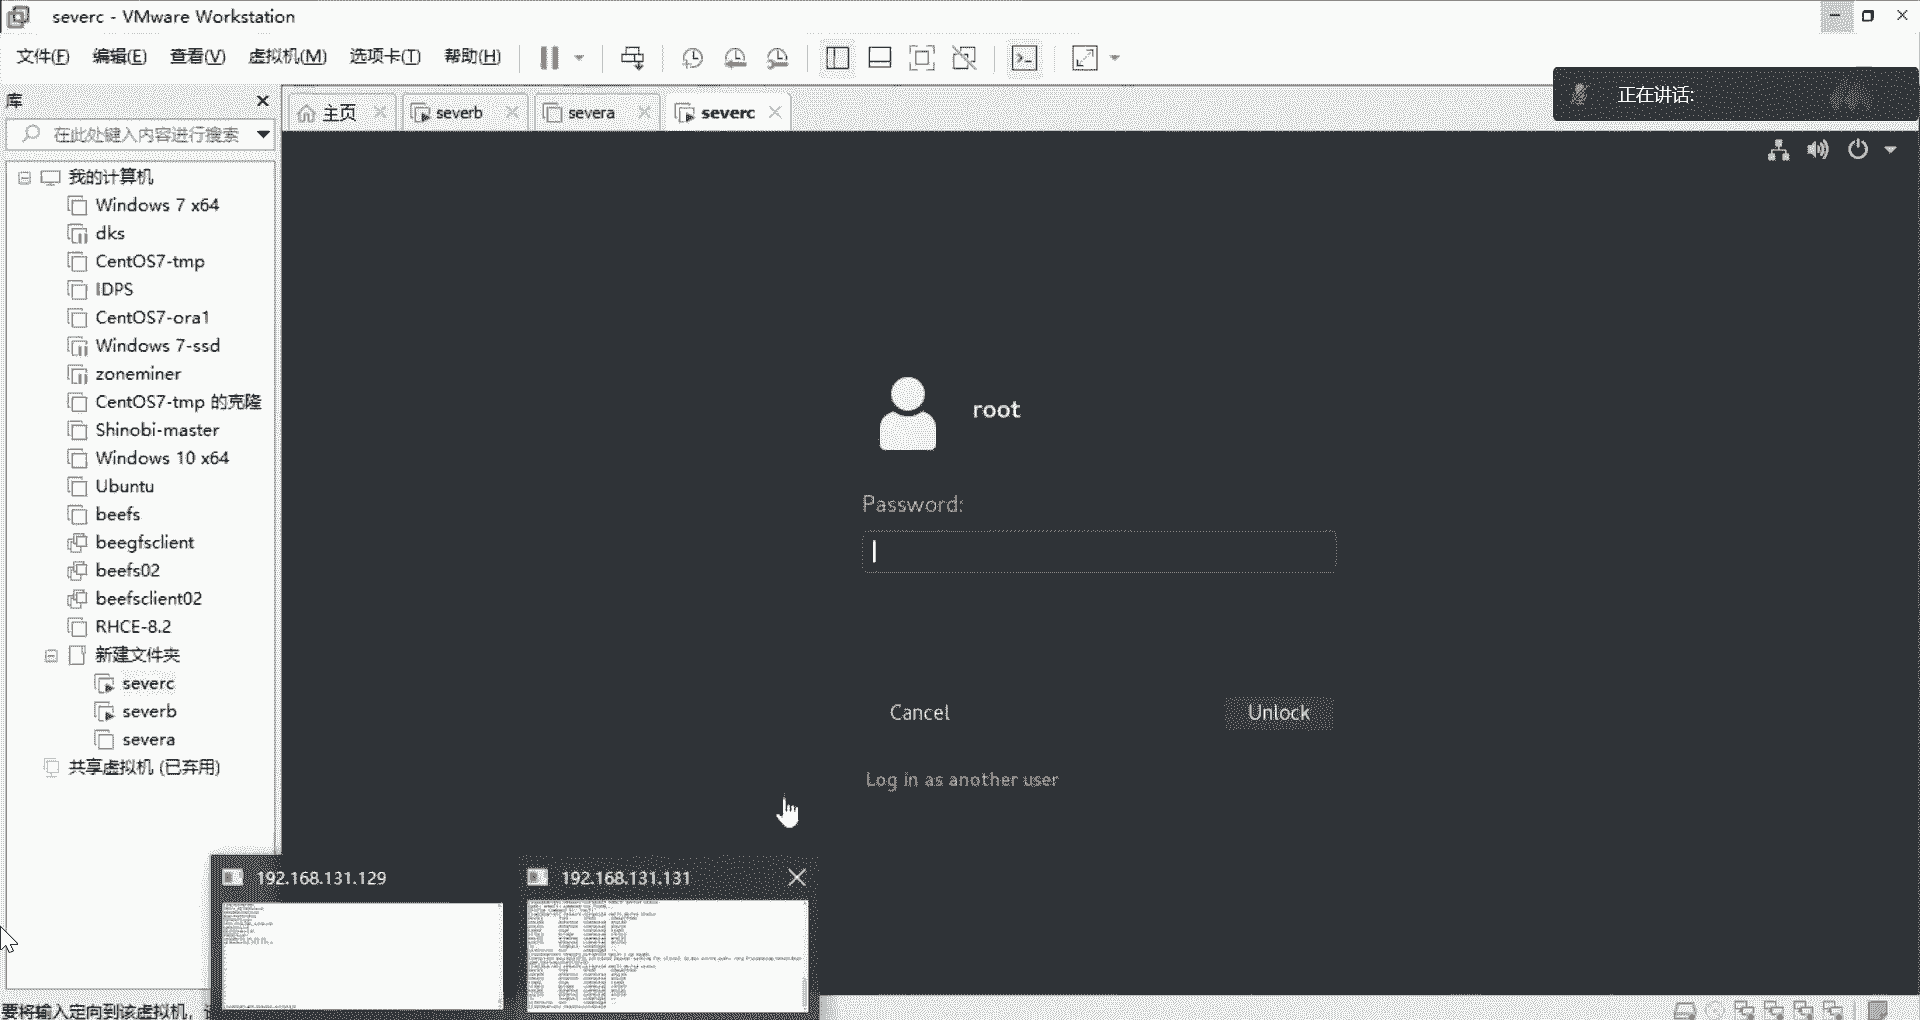 severc - VMware Workstation
文件(F) 编辑(E) 查看(V) 虚拟机(M) 选项卡(T) 帮助(H)
库
主页 severb severa severc
正在讲话:
在此处键入内容进行搜索
我的计算机
Windows 7 x64
dks
CentOS7-tmp
IDPS
CentOS7-ora1
Windows 7-ssd
zoneminer
CentOS7-tmp 的克隆
Shinobi-master
Windows 10 x64
Ubuntu
beefs
beegfsclient
beefs02
beefsclient02
RHCE-8.2
新建文件夹
severc
severb
severa
共享虚拟机 (已弃用)
root
Password:
Cancel Unlock
Log in as another user
192.168.131.129 192.168.131.131
要将输入定向到该虚拟机，